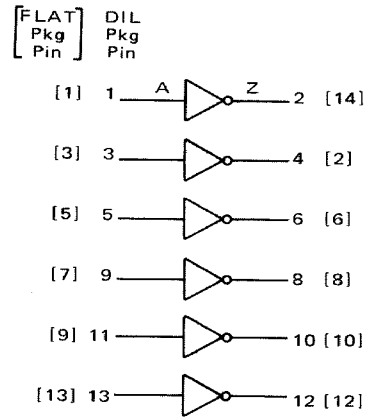 [FLAT Pkg Pin] DIL Pkg Pin
[1] 1 A Z 2 [14]
[3] 3 4 [2]
[5] 5 6 [6]
[7] 9 8 [8]
[9] 11 10 [10]
[13] 13 12 [12]